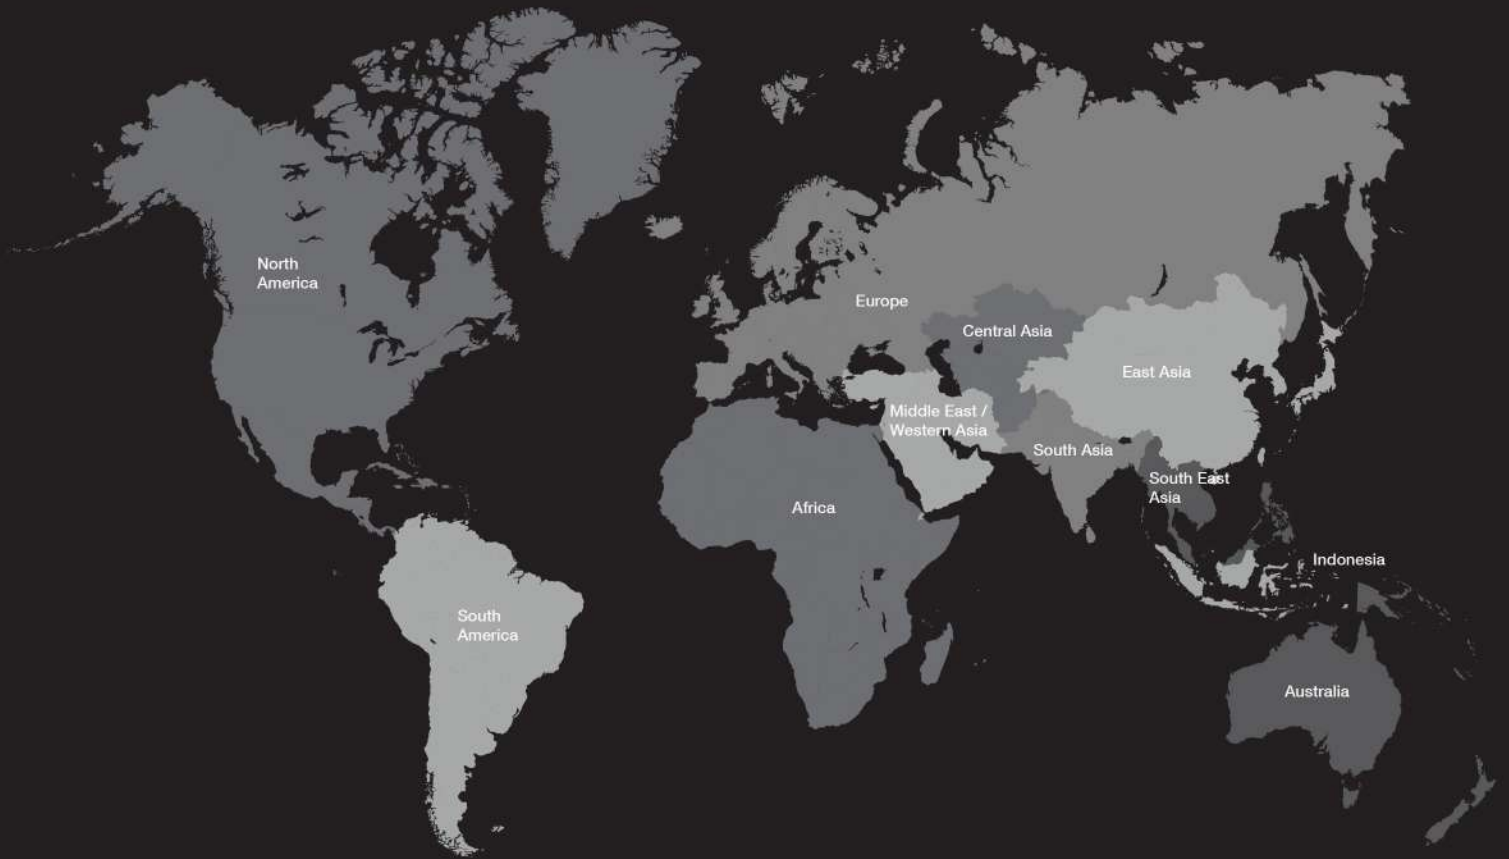 North
America
Europe
Central Asia
East Asia
Middle East /
Western Asia
South Asia
South East
Asia
Africa
Indonesia
South
America
Australia